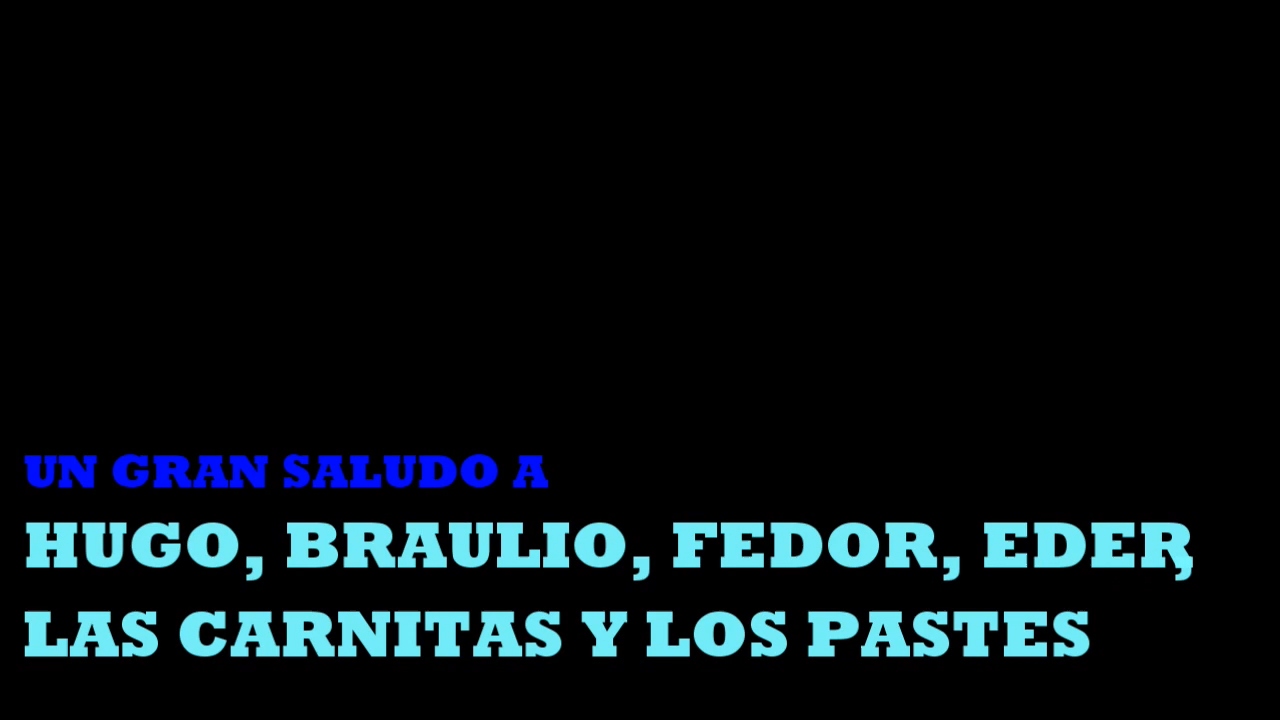 UN GRAN SALUDO A
HUGO, BRAULIO, FEDOR, EDER,
LAS CARNITAS Y LOS PASTES